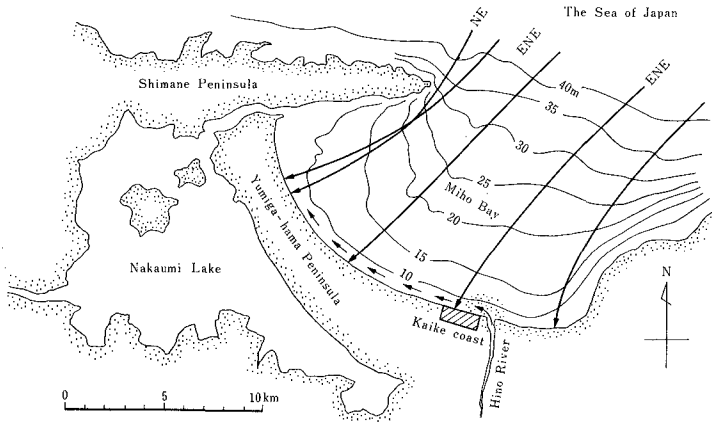 The Sea of Japan
NE
ENE
ENE
Shimane Peninsula
40m
35
30
25
Miho Bay
20
15
10
Yumiga-hama Peninsula
Nakaumi Lake
Kaike coast
Hino River
N
0 5 10km